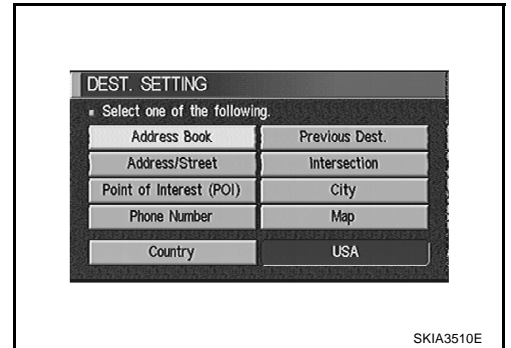 DEST. SETTING
Select one of the following.
Address Book Previous Dest.
Address/Street Intersection
Point of Interest (POI) City
Phone Number Map
Country USA
SKIA3510E